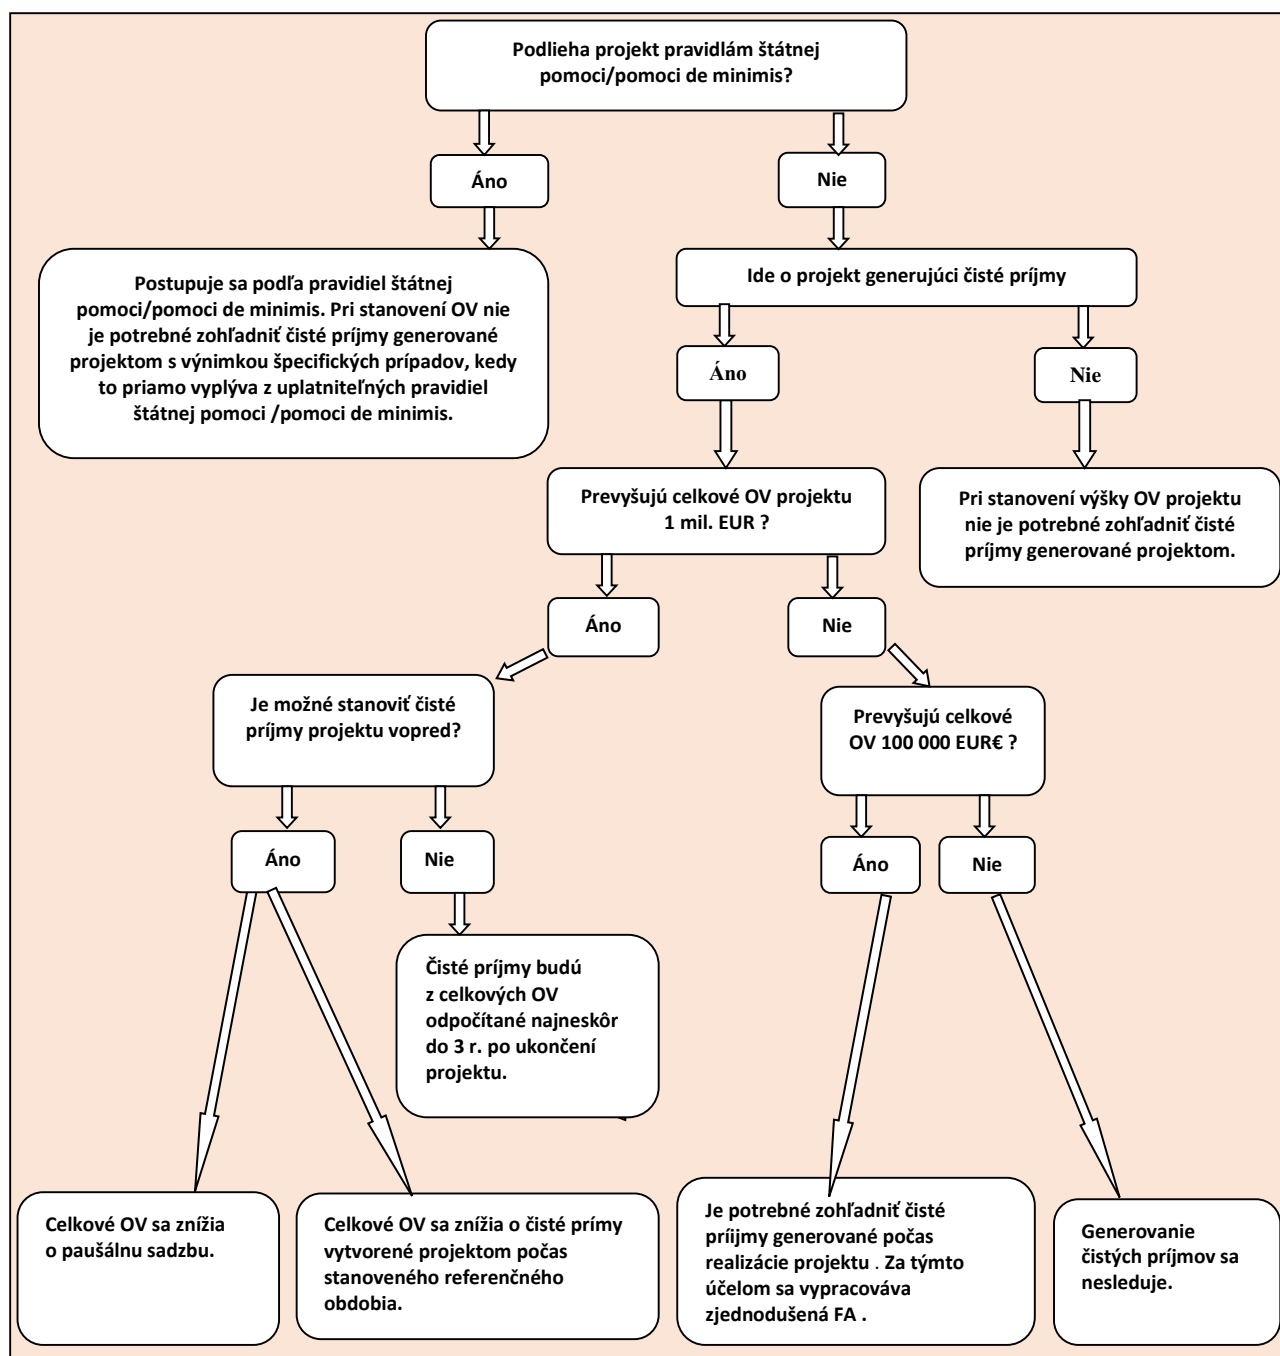 Podlieha projekt pravidlám štátnej
pomoci/pomoci de minimis?
Áno
Nie
Postupuje sa podľa pravidiel štátnej
pomoci/pomoci de minimis. Pri stanovení OV nie
je potrebné zohľadniť čisté príjmy generované
projektom s výnimkou špecifických prípadov, kedy
to priamo vyplýva z uplatniteľných pravidiel
štátnej pomoci /pomoci de minimis.
Ide o projekt generujúci čisté príjmy
Áno
Nie
Prevyšujú celkové OV projektu
1 mil. EUR ?
Pri stanovení výšky OV projektu
nie je potrebné zohľadniť čisté
príjmy generované projektom.
Áno
Nie
Je možné stanoviť čisté
príjmy projektu vopred?
Prevyšujú celkové
OV 100 000 EUR€ ?
Áno
Nie
Áno
Nie
Čisté príjmy budú
z celkových OV
odpočítané najneskôr
do 3 r. po ukončení
projektu.
Celkové OV sa znížia
o paušálnu sadzbu.
Celkové OV sa znížia o čisté prímy
vytvorené projektom počas
stanoveného referenčného
obdobia.
Je potrebné zohľadniť čisté
príijmy generované počas
realizácie projektu . Za týmto
účelom sa vypracováva
zjednodušená FA .
Generovanie
čistých príjmov sa
nesleduje.